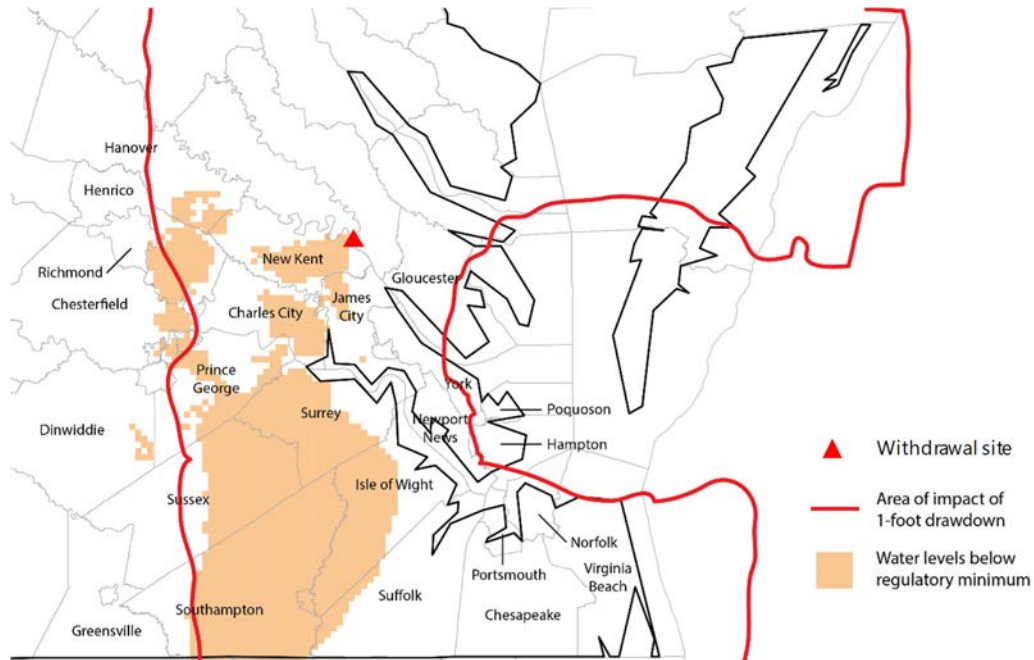 Hanover
Henrico
Richmond
New Kent
Gloucester
Chesterfield
Charles City
James
City
Prince
George
York
Surrey
Newport
News
Poquoson
Dinwiddie
Hampton
Withdrawal site
Sussex
Isle of Wight
Area of impact of
1-foot drawdown
Norfolk
Water levels below
regulatory minimum
Portsmouth
Virginia
Beach
Suffolk
Southampton
Chesapeake
Greensville